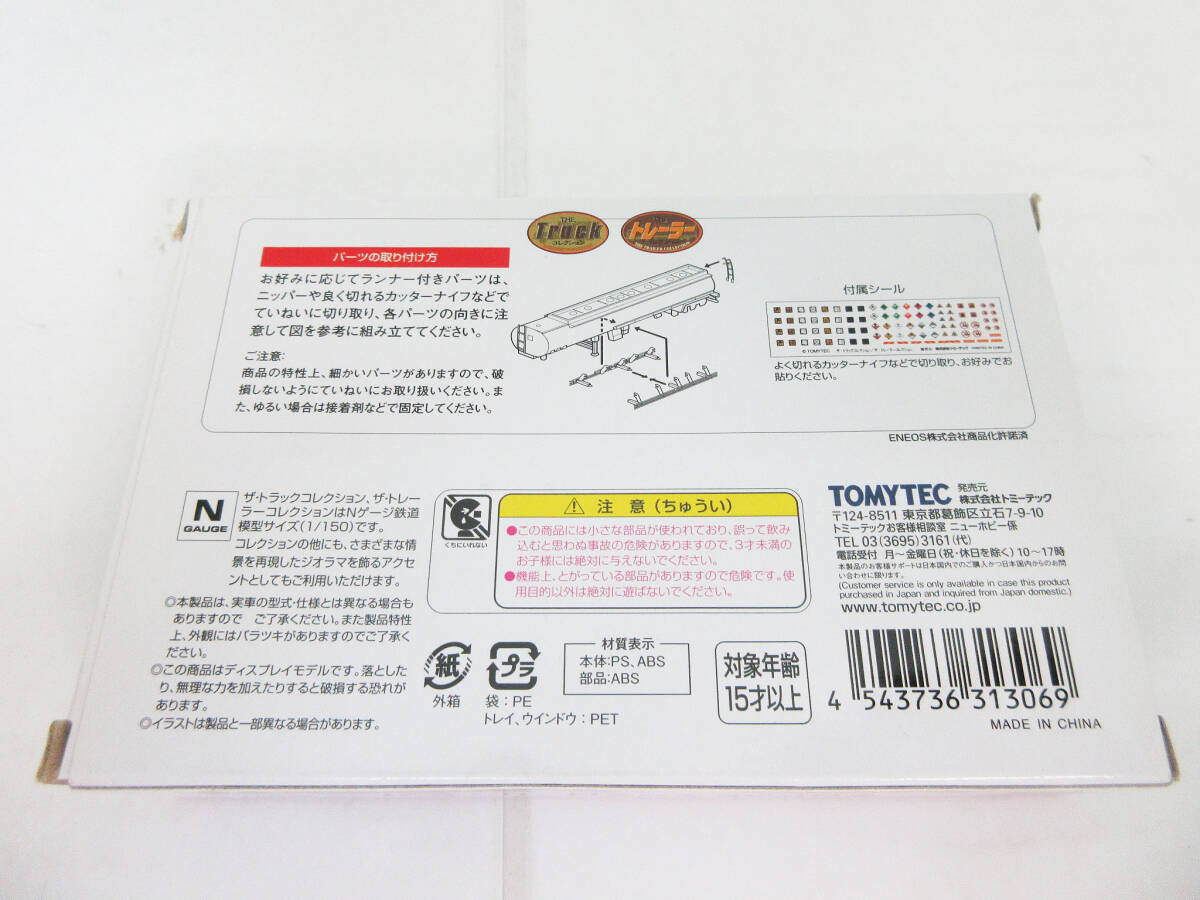 THE
Truck
コレクション
トレーラー
THE TRAILER COLLECTION
パーツの取り付け方
お好みに応じてランナー付きパーツは、
ニッパーや良く切れるカッターナイフなどで
ていねいに切り取り、各パーツの向きに注
意して図を参考に組み立ててください。
ご注意:
商品の特性上、細かいパーツがありますので、破
損しないようにていねいにお取り扱いください。ま
た、ゆるい場合は接着剤などで固定してください。
付属シール
© TOMYTEC
よく切れるカッターナイフなどで切り取り、お好みでお
貼りください。
ENEOS株式会社商品化許諾済
N
GAUGE
ザ・トラックコレクション、ザ・トレー
ラーコレクションはNゲージ鉄道
模型サイズ(1/150)です。
コレクションの他にも、さまざまな情
景を再現したジオラマを飾るアクセ
ントとしてもご利用いただけます。
◎本製品は、実車の型式・仕様とは異なる場合も
ありますので ご了承ください。また製品特性
上、外観にはバラツキがありますのでご了承く
ださい。
◎この商品はディスプレイモデルです。落とした
り、無理な力を加えたりすると破損する恐れが
あります。
◎イラストは製品と一部異なる場合があります。
くちにいれない
注意(ちゅうい)
●この商品には小さな部品が使われており、誤って飲み
込むと思わぬ事故の危険がありますので、3才未満の
お子様には絶対に与えないでください。
●機能上、とがっている部品がありますので危険です。使
用目的以外は絶対に遊ばないでください。
紙
外箱
プラ
袋:PE
トレイ、ウインドウ:PET
材質表示
本体:PS、ABS
部品:ABS
対象年齢
15才以上
TOMYTEC 発売元 株式会社トミーテック
〒124-8511 東京都葛飾区立石7-9-10
トミーテックお客様相談室 ニューホビー係
TEL 03(3695)3161(代)
電話受付 月〜金曜日(祝・休日を除く)10〜17時
本製品のお客様サポートは日本国内でのご購入かつ日本国内からのお問
い合わせに限ります。
(Customer service is only available in case this product
purchased in Japan and inquired from Japan domestic.)
www.tomytec.co.jp
4 543736 313069
MADE IN CHINA